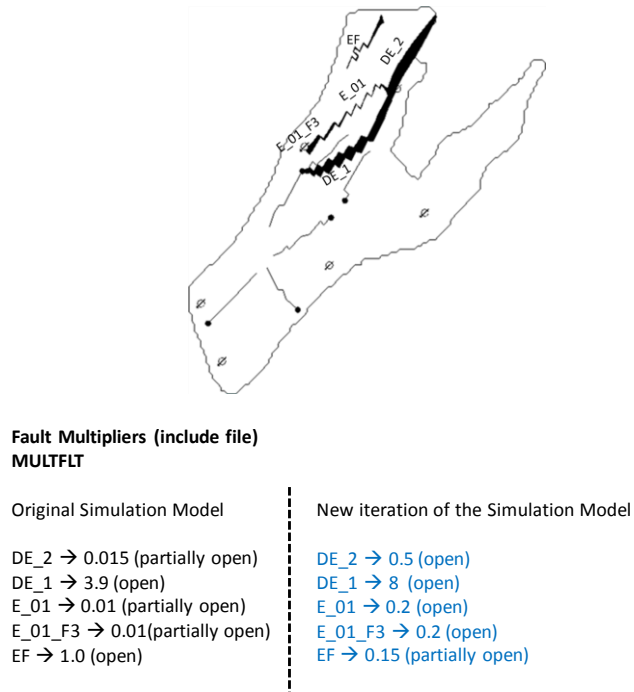 EF
DE_2
E_01
E_01_F3
DE_1
Fault Multipliers (include file)
MULTFLT
Original Simulation Model
DE_2 → 0.015 (partially open)
DE_1 → 3.9 (open)
E_01 → 0.01 (partially open)
E_01_F3 → 0.01(partially open)
EF → 1.0 (open)
New iteration of the Simulation Model
DE_2 → 0.5 (open)
DE_1 → 8 (open)
E_01 → 0.2 (open)
E_01_F3 → 0.2 (open)
EF → 0.15 (partially open)